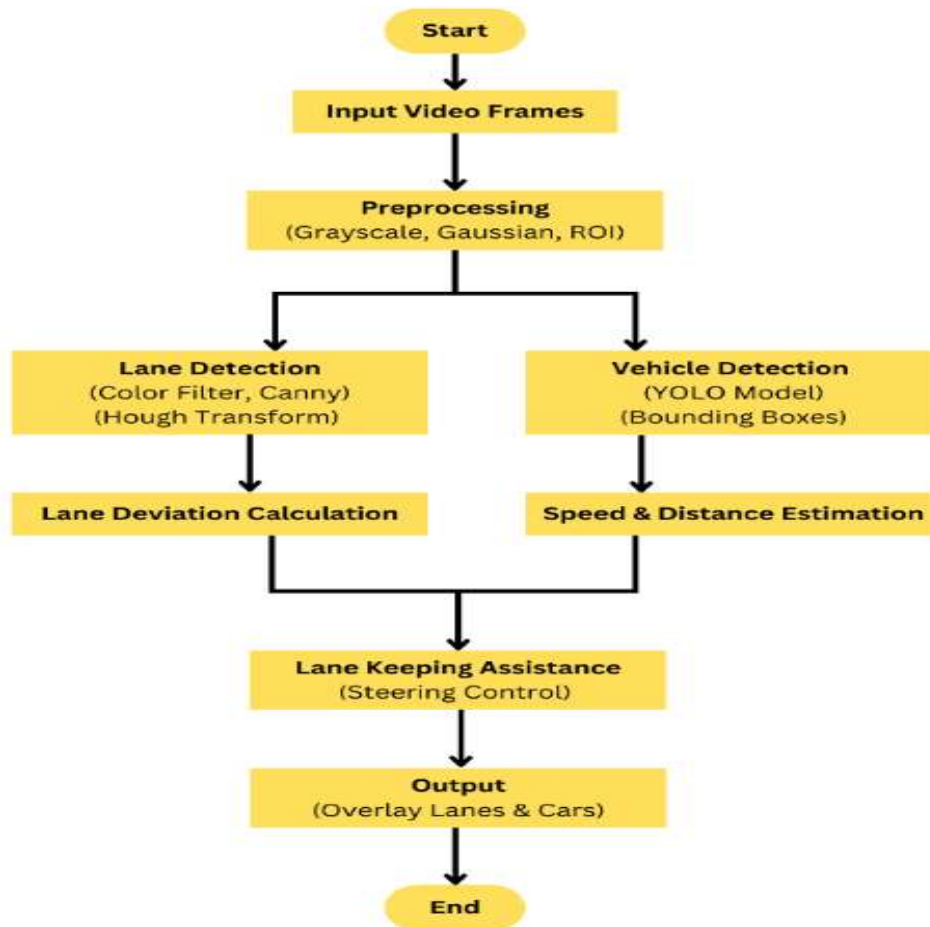 Start
Input Video Frames
Preprocessing
(Grayscale, Gaussian, ROI)
Lane Detection
(Color Filter, Canny)
(Hough Transform)
Vehicle Detection
(YOLO Model)
(Bounding Boxes)
Lane Deviation Calculation
Speed & Distance Estimation
Lane Keeping Assistance
(Steering Control)
Output
(Overlay Lanes & Cars)
End